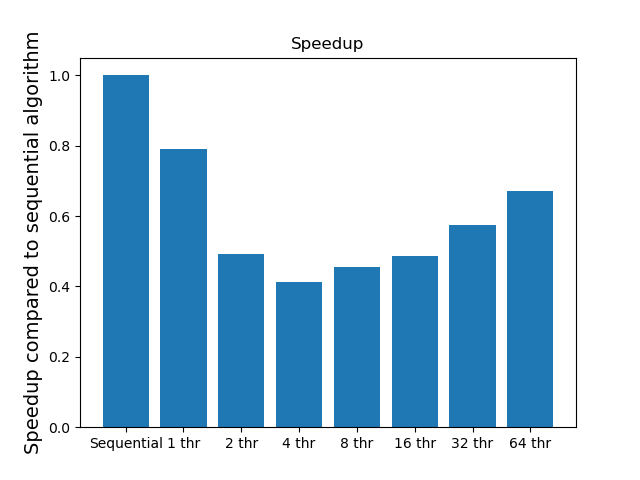 Speedup
Speedup compared to sequential algorithm
1.0
0.8
0.6
0.4
0.2
0.0
Sequential 1 thr 2 thr 4 thr 8 thr 16 thr 32 thr 64 thr